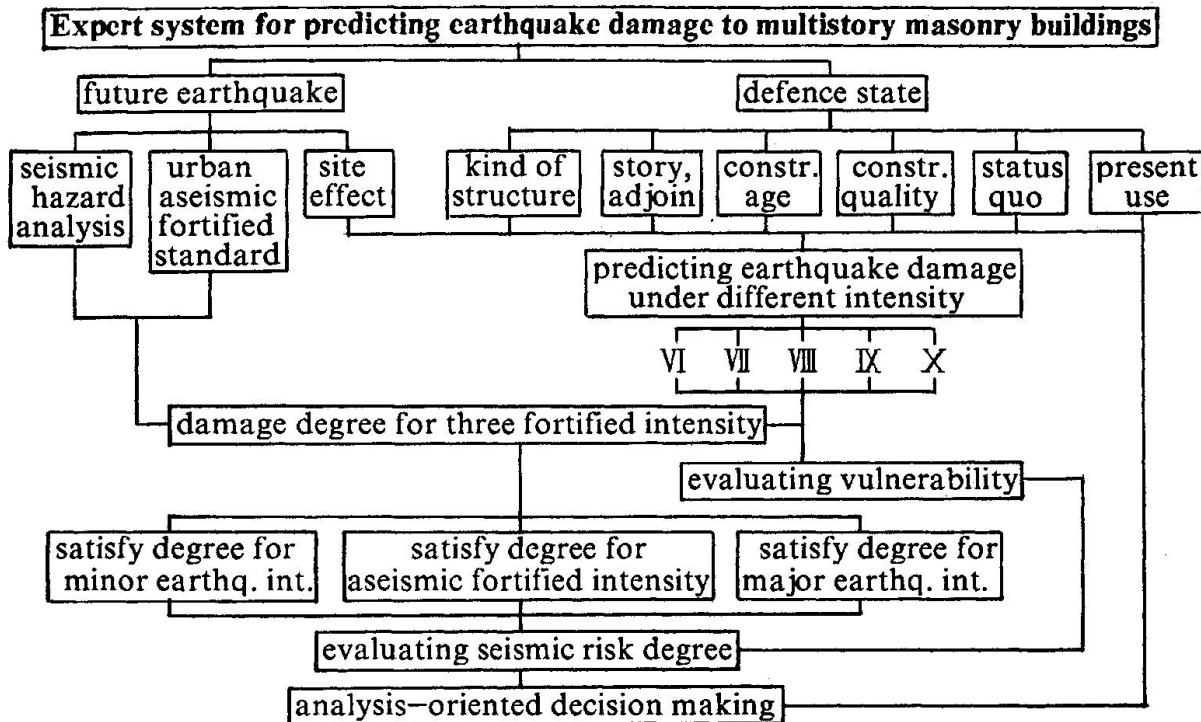 Expert system for predicting earthquake damage to multistory masonry buildings
future earthquake
defence state
seismic
hazard
analysis
urban
aseismic
fortified
standard
site
effect
kind of
structure
story,
adjoin
constr.
age
constr.
quality
status
quo
present
use
predicting earthquake damage
under different intensity
VI VII VIII IX X
damage degree for three fortified intensity
evaluating vulnerability
satisfy degree for
minor earthq. int.
satisfy degree for
aseismic fortified intensity
satisfy degree for
major earthq. int.
evaluating seismic risk degree
analysis-oriented decision making